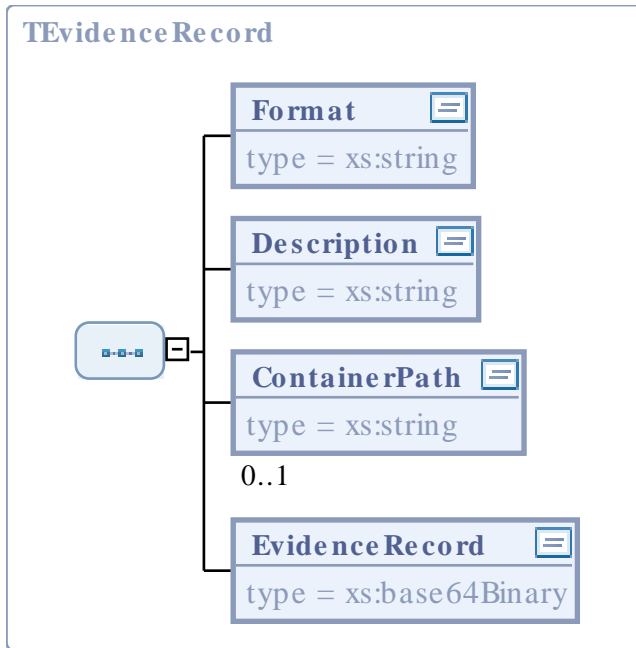 TEvidenceRecord
Format
type = xs:string
Description
type = xs:string
ContainerPath
type = xs:string
0..1
EvidenceRecord
type = xs:base64Binary